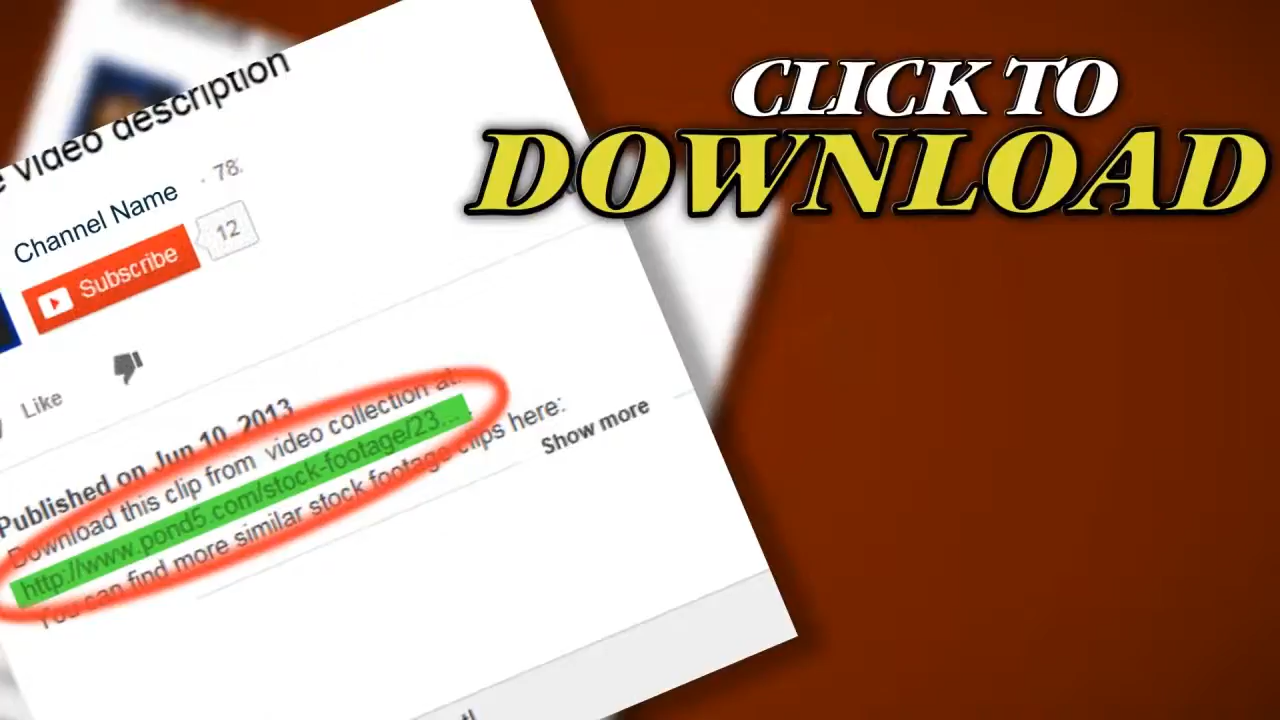 CLICK TO
DOWNLOAD
video description
Channel Name
78
Subscribe
12
Like
Published on Jun 10, 2013
Download this clip from video collection at:
http://www.pond5.com/stock-footage/23...
You can find more similar stock footage clips here:
Show more